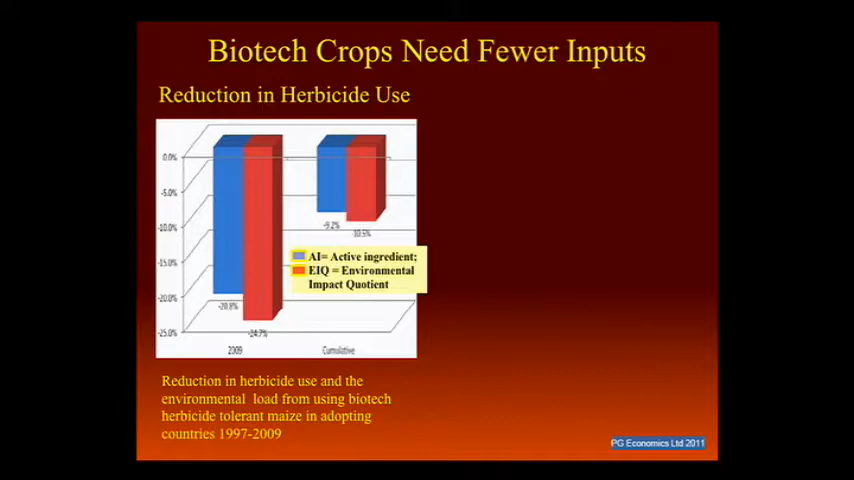 Biotech Crops Need Fewer Inputs
Reduction in Herbicide Use
-0.0%
-5.0%
-10.0%
-15.0%
-20.0%
-25.0%
-9.2%
-10.5%
-20.8%
-24.7%
2009
Cumulative
AI= Active ingredient;
EIQ = Environmental
Impact Quotient
Reduction in herbicide use and the
environmental load from using biotech
herbicide tolerant maize in adopting
countries 1997-2009
PG Economics Ltd 2011